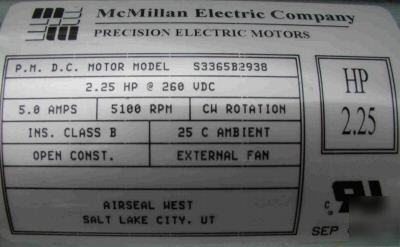 McMillan Electric Company
PRECISION ELECTRIC MOTORS
P.M. D.C. MOTOR MODEL S3365B2938
2.25 HP @ 260 VDC
5.0 AMPS 5100 RPM CW ROTATION
INS. CLASS B 25 C AMBIENT
OPEN CONST. EXTERNAL FAN
AIRSEAL WEST
SALT LAKE CITY, UT
HP
2.25
C
SEP